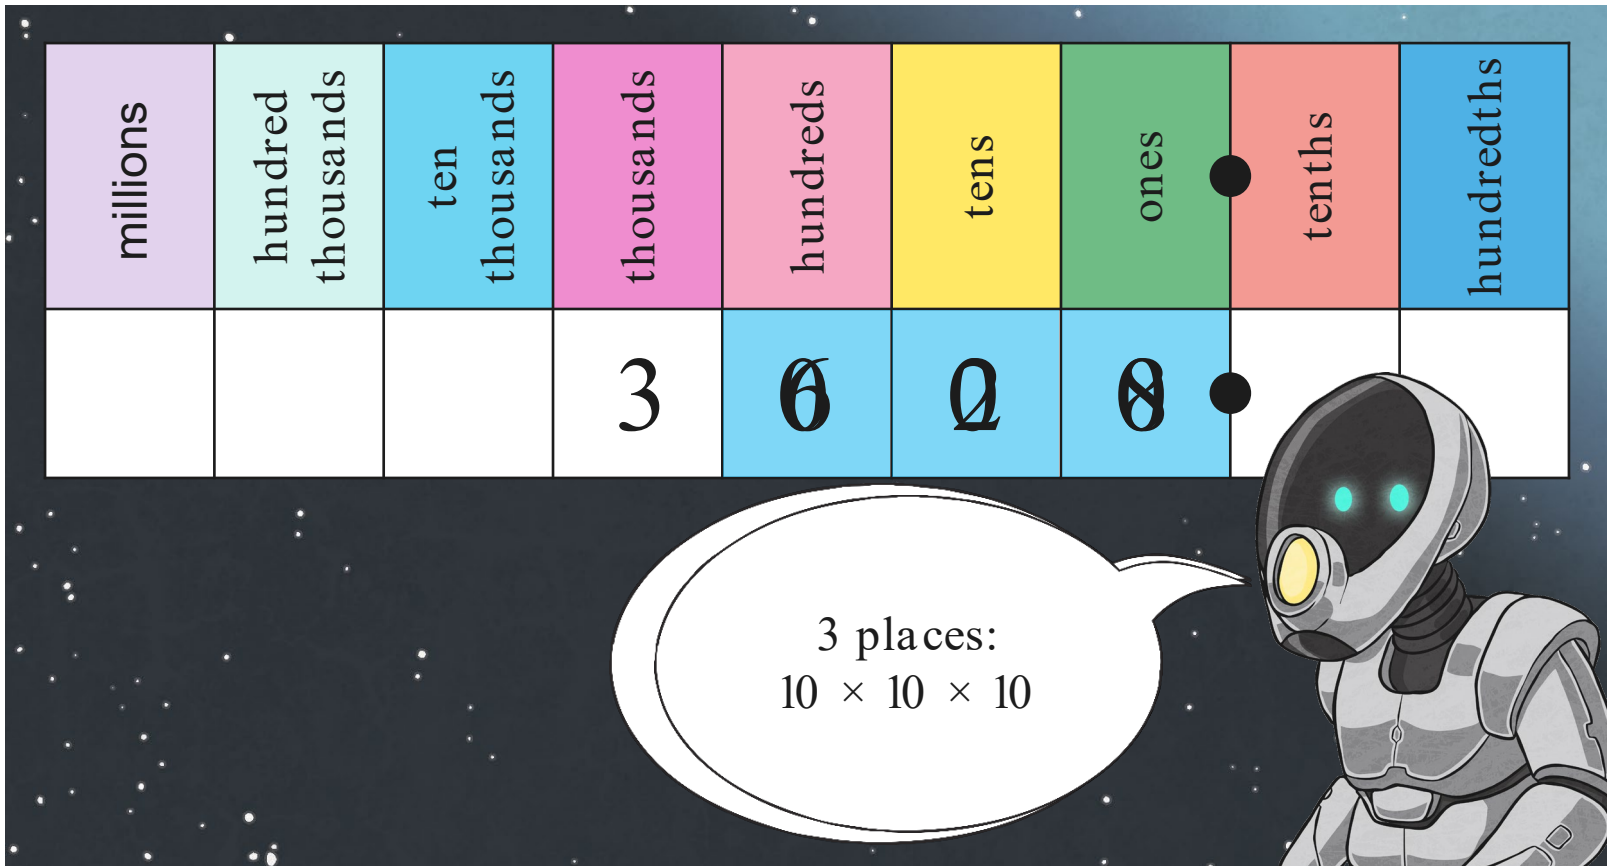 millions
hundred
thousands
ten
thousands
thousands
hundreds
tens
ones
tenths
hundredths
3
3 places:
10 × 10 × 10